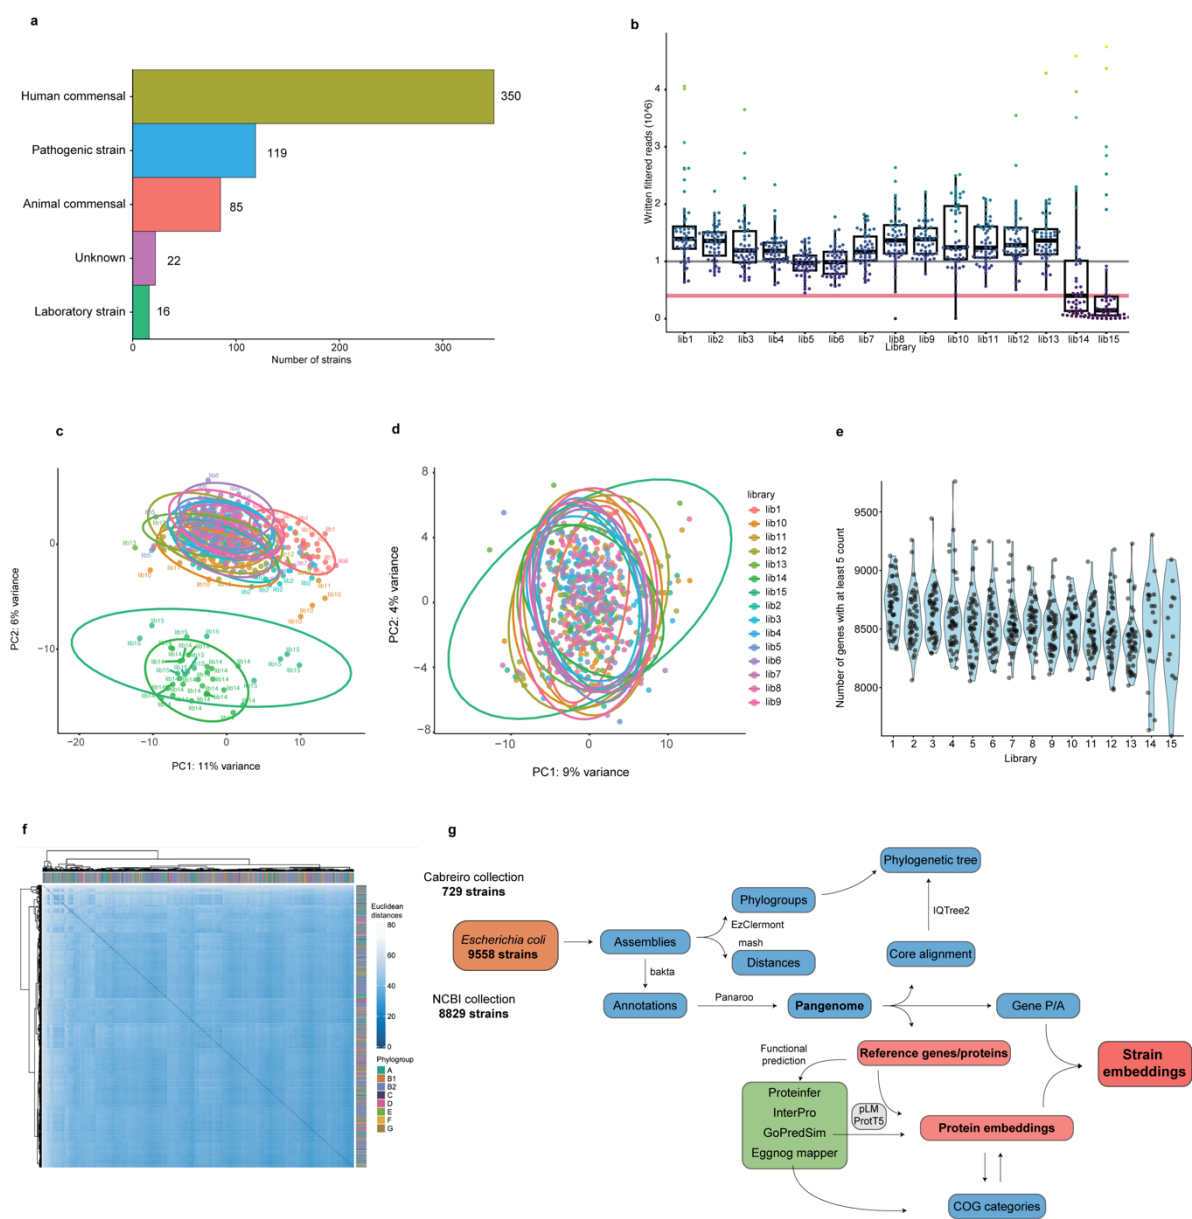 a
Human commensal
350
Pathogenic strain
119
Animal commensal
85
Unknown
22
Laboratory strain
16
0
100
200
300
Number of strains
b
Written filtered reads (10^6)
4
3
2
1
0
lib1 lib2 lib3 lib4 lib5 lib6 lib7 lib8 lib9 lib10 lib11 lib12 lib13 lib14 lib15
Library
c
PC2: 6% variance
0
−10
−20 −10 0 10
PC1: 11% variance
d
PC2: 4% variance
8
4
0
−4
−8
−10 0 10
PC1: 9% variance
library
lib1
lib10
lib11
lib12
lib13
lib14
lib15
lib2
lib3
lib4
lib5
lib6
lib7
lib8
lib9
e
Number of genes with at least 5 count
9500
9000
8500
8000
1 2 3 4 5 6 7 8 9 10 11 12 13 14 15
Library
f
Euclidean
distances
80
60
40
20
0
Phylogroup
A
B1
B2
C
D
E
F
G
g
Cabreiro collection
729 strains
Escherichia coli
9558 strains
NCBI collection
8829 strains
Assemblies
bakta
Annotations
EzClermont
mash
Phylogroups
Distances
Phylogenetic tree
IQTree2
Core alignment
Panaroo
Pangenome
Gene P/A
Reference genes/proteins
Strain
embeddings
Functional
prediction
Proteinfer
InterPro
GoPredSim
Eggnog mapper
pLM
ProtT5
Protein embeddings
COG categories